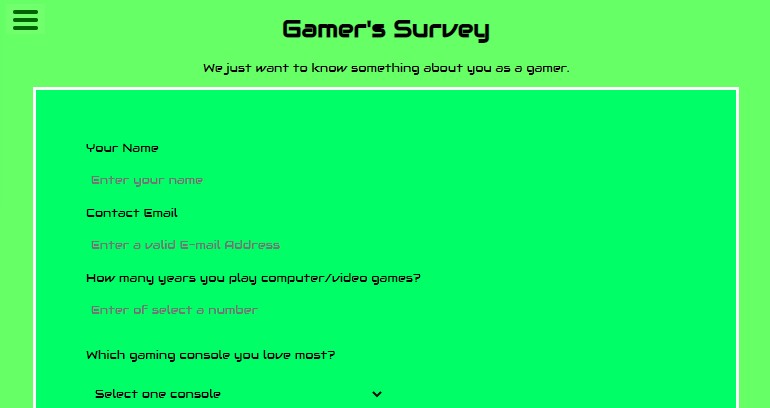 Gamer's Survey
We just want to know something about you as a gamer.
Your Name
Enter your name
Contact Email
Enter a valid E-mail Address
How many years you play computer/video games?
Enter of select a number
Which gaming console you love most?
Select one console